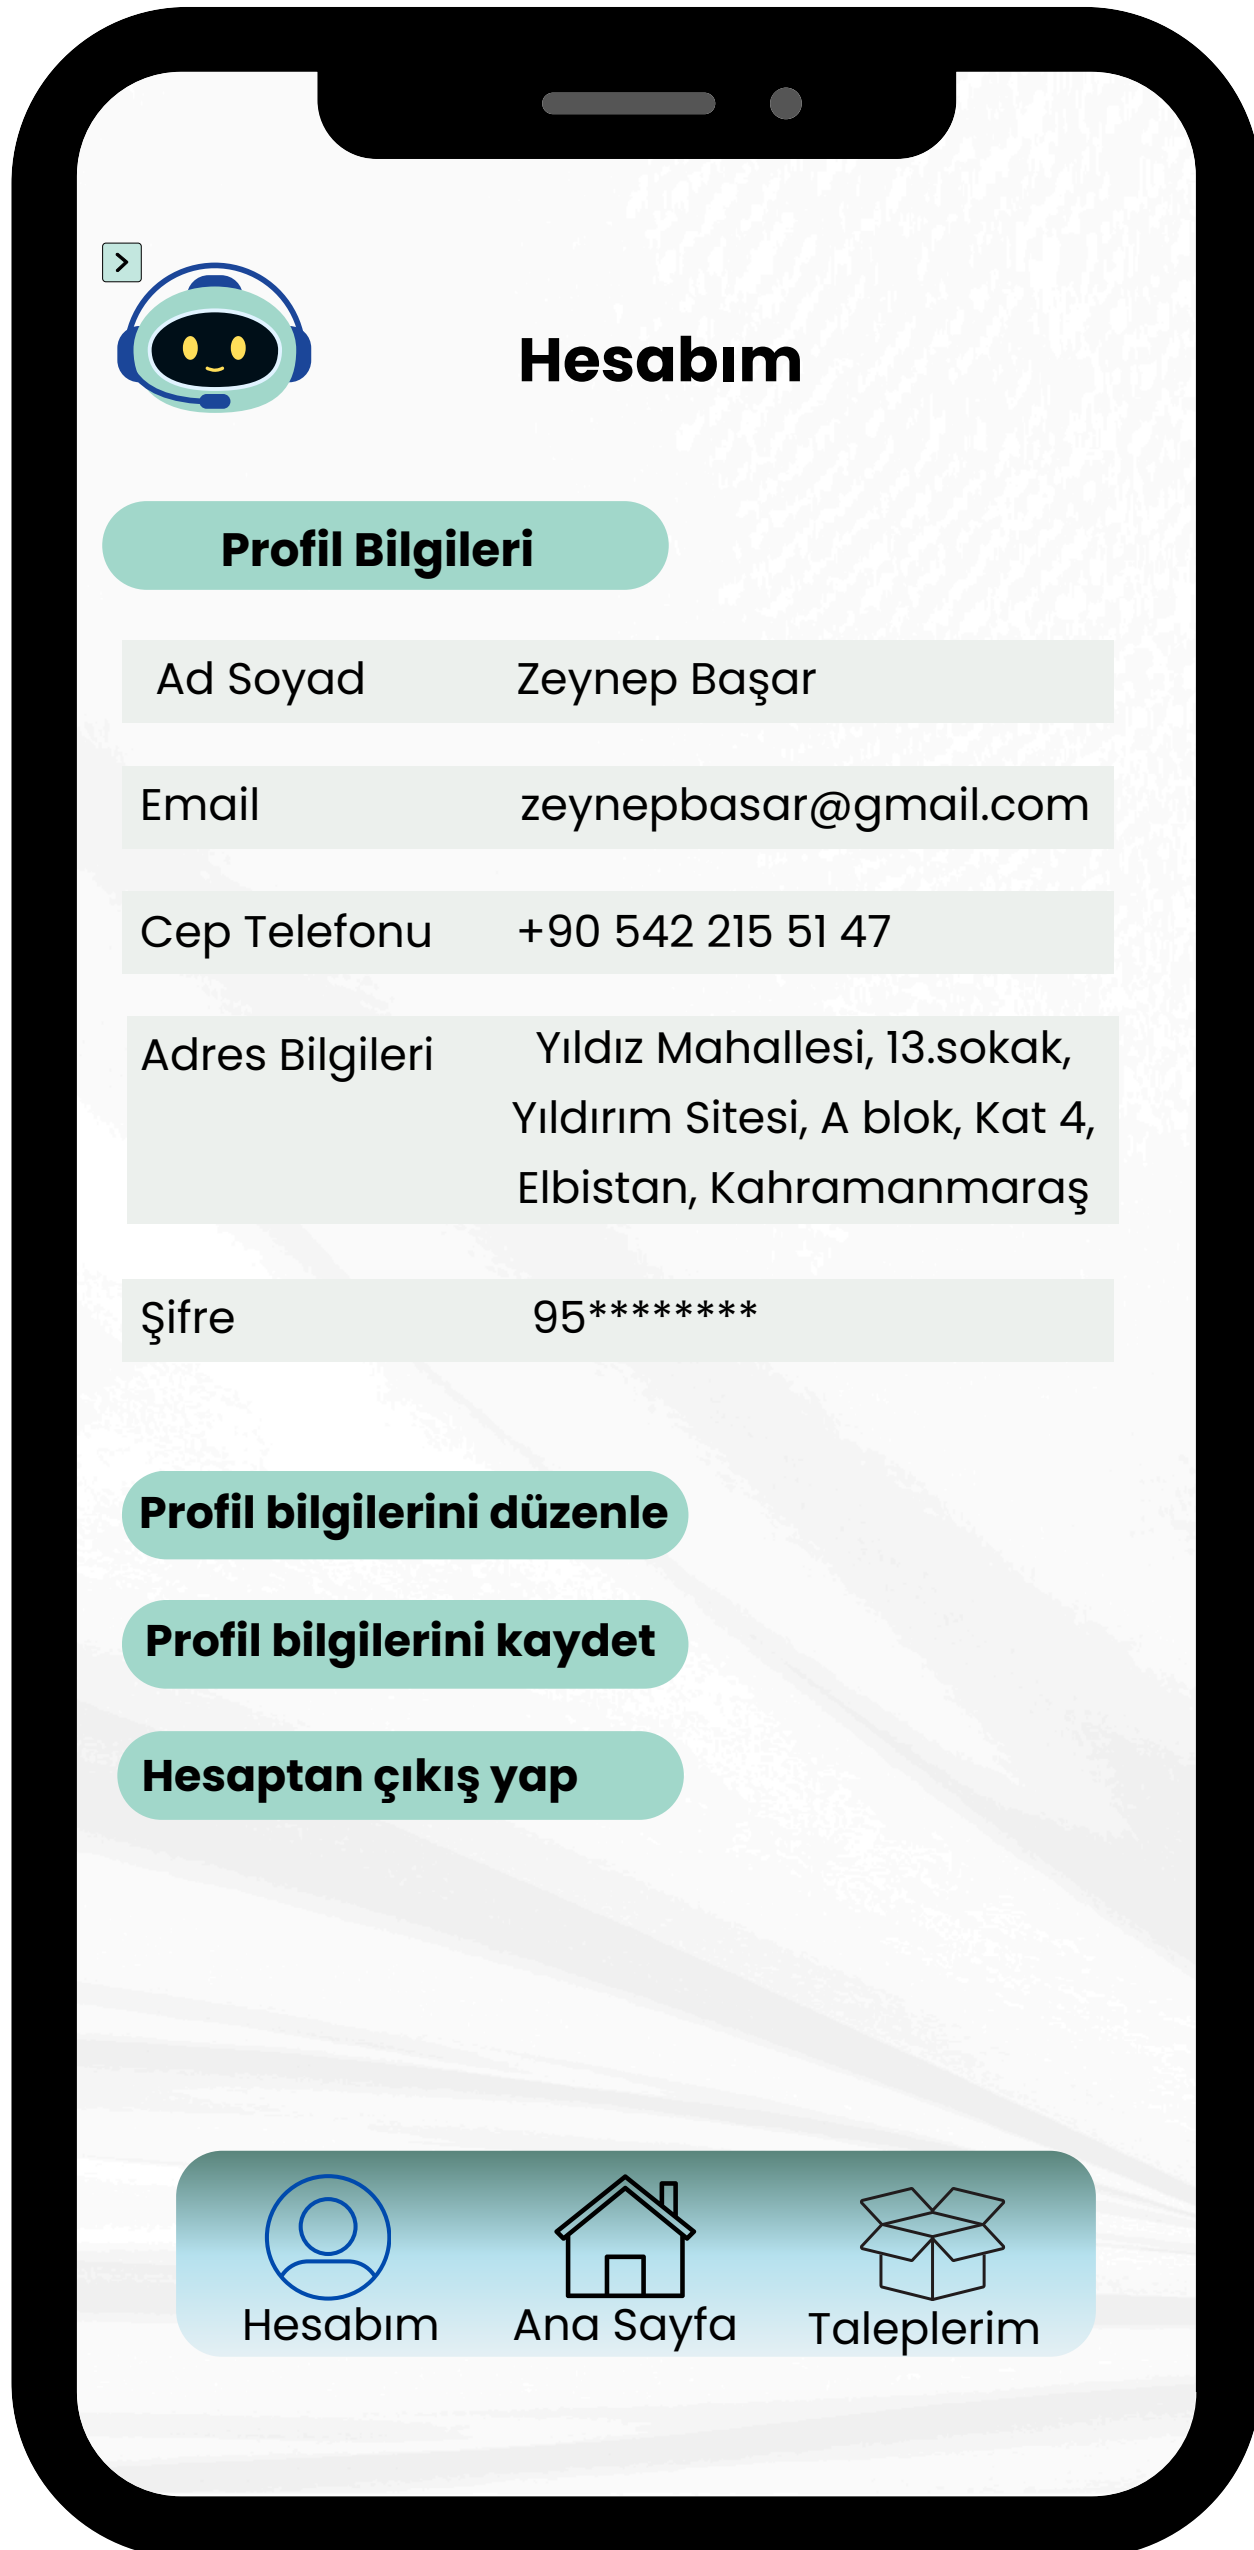 Hesabım
Profil Bilgileri
Ad Soyad Zeynep Başar
Email zeynepbasar@gmail.com
Cep Telefonu +90 542 215 51 47
Adres Bilgileri Yıldız Mahallesi, 13.sokak,
Yıldırım Sitesi, A blok, Kat 4,
Elbistan, Kahramanmaraş
Şifre 95********
Profil bilgilerini düzenle
Profil bilgilerini kaydet
Hesaptan çıkış yap
Hesabım Ana Sayfa Taleplerim